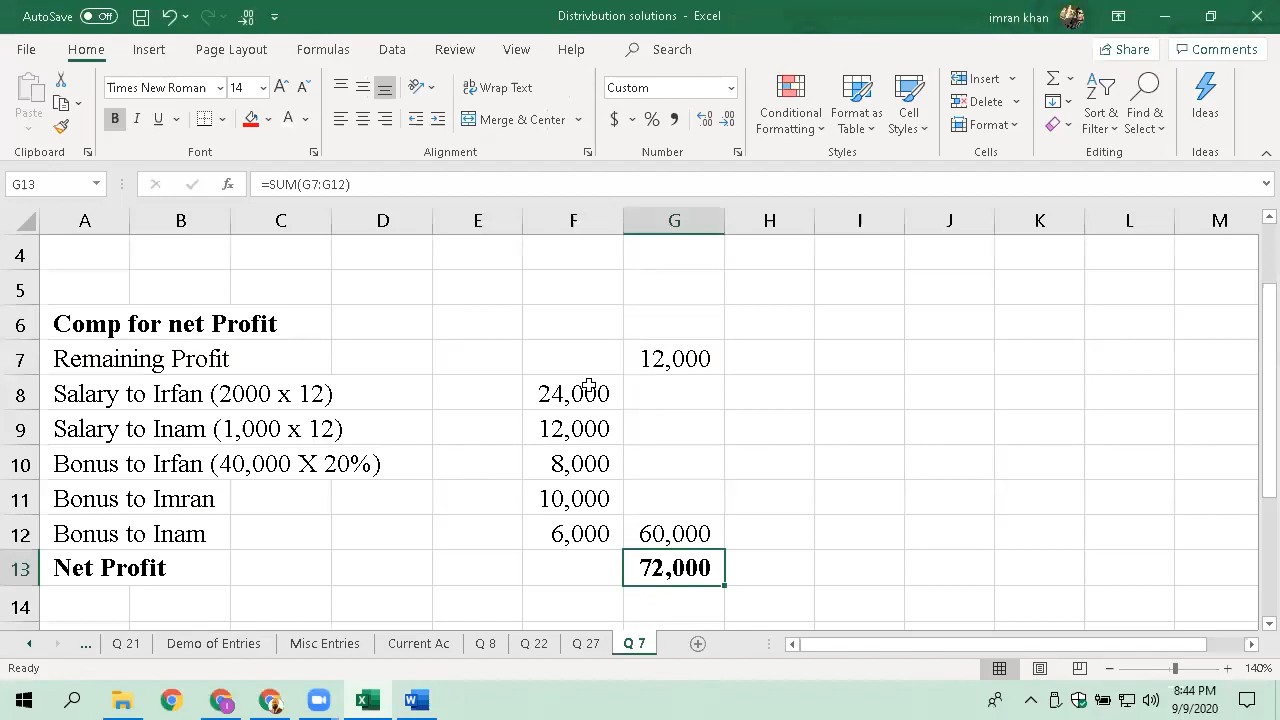 AutoSave Off
Distrivbution solutions - Excel
imran khan
File Home Insert Page Layout Formulas Data Review View Help Search
Share Comments
Paste
Times New Roman 14
B I U A
Wrap Text
Merge & Center
Custom
$ % ,
Conditional Formatting
Format as Table
Cell Styles
Insert
Delete
Format
Sort & Filter
Find & Select
Ideas
Clipboard Font Alignment Number Styles Cells Editing Ideas
G13 fx =SUM(G7:G12)
A B C D E F G H I J K L M
4
5
6 Comp for net Profit
7 Remaining Profit 12,000
8 Salary to Irfan (2000 x 12) 24,000
9 Salary to Inam (1,000 x 12) 12,000
10 Bonus to Irfan (40,000 X 20%) 8,000
11 Bonus to Imran 10,000
12 Bonus to Inam 6,000 60,000
13 Net Profit 72,000
14
... Q 21 Demo of Entries Misc Entries Current Ac Q 8 Q 22 Q 27 Q 7
Ready 140%
8:44 PM
9/9/2020